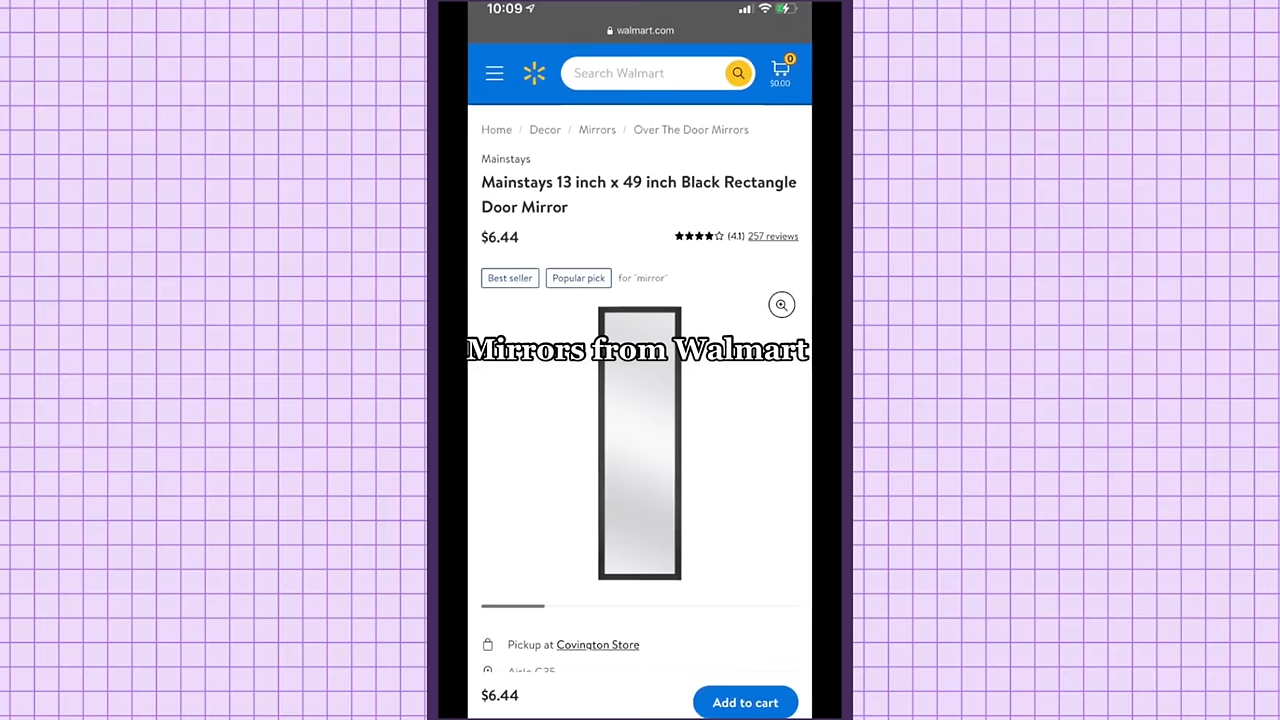 10:09
walmart.com
Search Walmart
0
$0.00
Home / Decor / Mirrors / Over The Door Mirrors
Mainstays
Mainstays 13 inch x 49 inch Black Rectangle
Door Mirror
$6.44
(4.1) 257 reviews
Best seller
Popular pick
for "mirror"
Mirrors from Walmart
Pickup at Covington Store
Aisle C35
$6.44
Add to cart